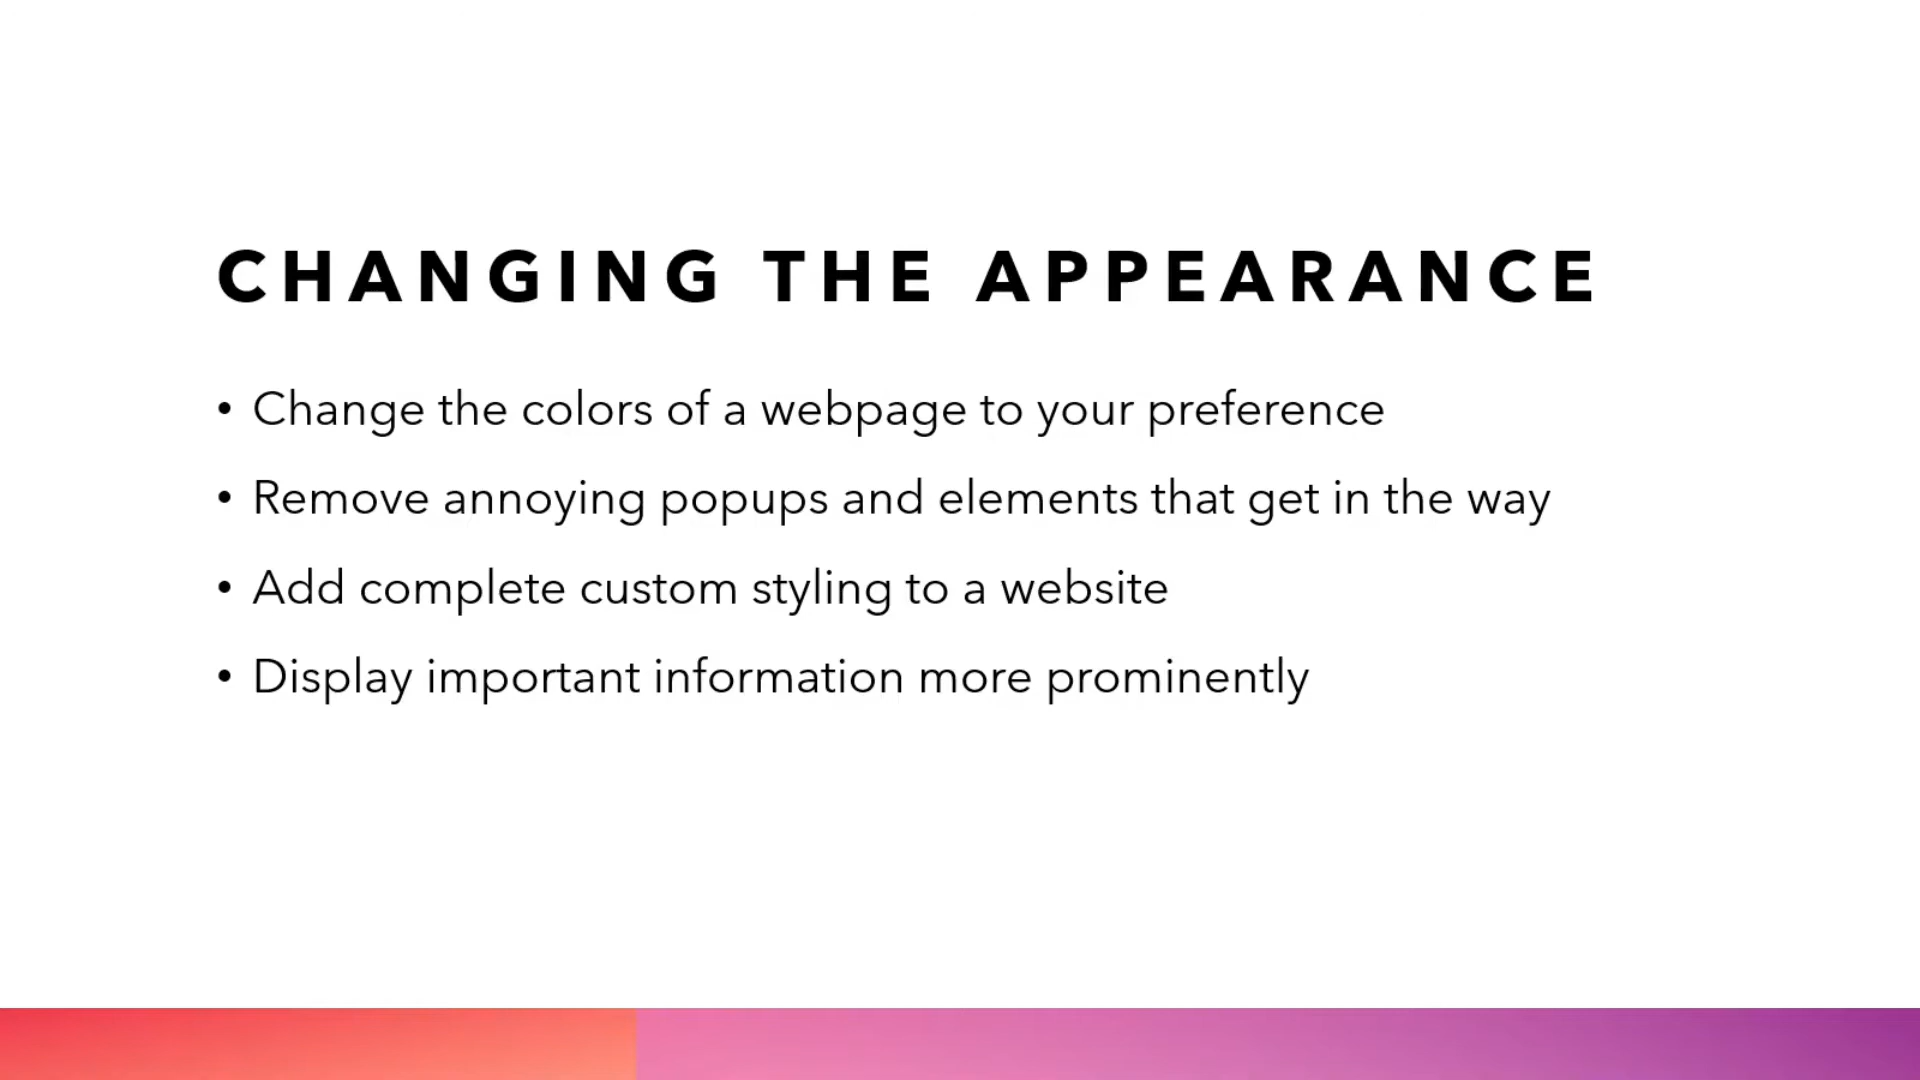 CHANGING THE APPEARANCE
• Change the colors of a webpage to your preference
• Remove annoying popups and elements that get in the way
• Add complete custom styling to a website
• Display important information more prominently